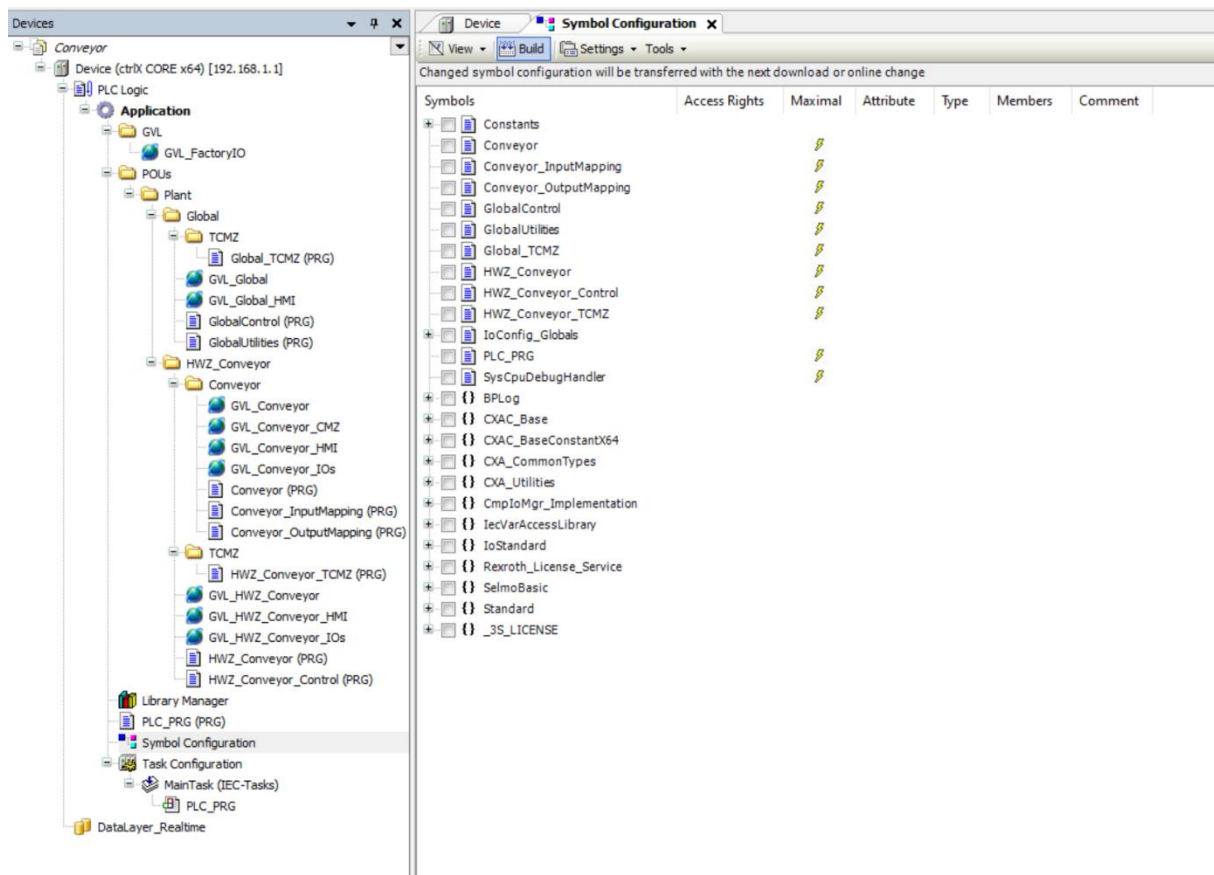 Devices
Conveyor
Device (ctrlX CORE x64) [192.168.1.1]
PLC Logic
Application
GVL
GVL_FactoryIO
POUs
Plant
Global
TCMZ
Global_TCMZ (PRG)
GVL_Global
GVL_Global_HMI
GlobalControl (PRG)
GlobalUtilities (PRG)
HWZ_Conveyor
Conveyor
GVL_Conveyor
GVL_Conveyor_CMZ
GVL_Conveyor_HMI
GVL_Conveyor_IOs
Conveyor (PRG)
Conveyor_InputMapping (PRG)
Conveyor_OutputMapping (PRG)
TCMZ
HWZ_Conveyor_TCMZ (PRG)
GVL_HWZ_Conveyor
GVL_HWZ_Conveyor_HMI
GVL_HWZ_Conveyor_IOs
HWZ_Conveyor (PRG)
HWZ_Conveyor_Control (PRG)
Library Manager
PLC_PRG (PRG)
Symbol Configuration
Task Configuration
MainTask (IEC-Tasks)
PLC_PRG
DataLayer_Realtime
Device Symbol Configuration
View Build Settings Tools
Changed symbol configuration will be transferred with the next download or online change
Symbols Access Rights Maximal Attribute Type Members Comment
Constants
Conveyor
Conveyor_InputMapping
Conveyor_OutputMapping
GlobalControl
GlobalUtilities
Global_TCMZ
HWZ_Conveyor
HWZ_Conveyor_Control
HWZ_Conveyor_TCMZ
IoConfig_Globals
PLC_PRG
SysCpuDebugHandler
{} BPLog
{} CXAC_Base
{} CXAC_BaseConstantX64
{} CXA_CommonTypes
{} CXA_Utilities
{} CmpIoMgr_Implementation
{} IecVarAccessLibrary
{} IoStandard
{} Rexroth_License_Service
{} SelmoBasic
{} Standard
{} _3S_LICENSE